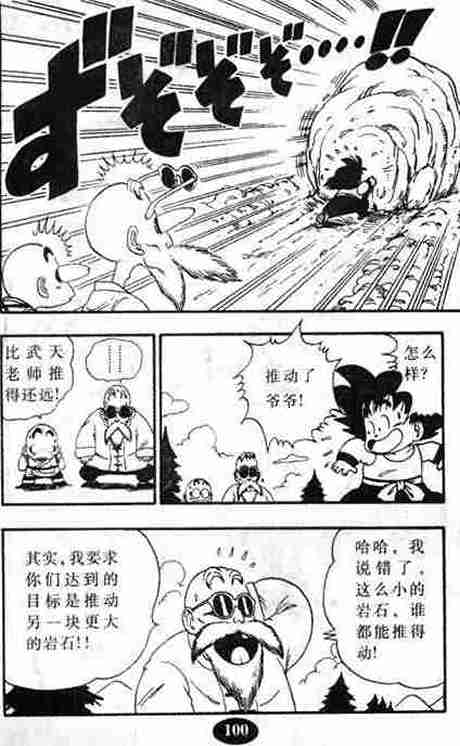 ずぞぞぞ‥‥!!
怎么
样?
推动了
爷爷!
……
比武天
老师推
得还远!
哈哈,我
说错了,
这么小的
岩石、谁
都能推得
动!
其实,我要求
你们达到的
目标是推动
另一块更大
的岩石!!
100